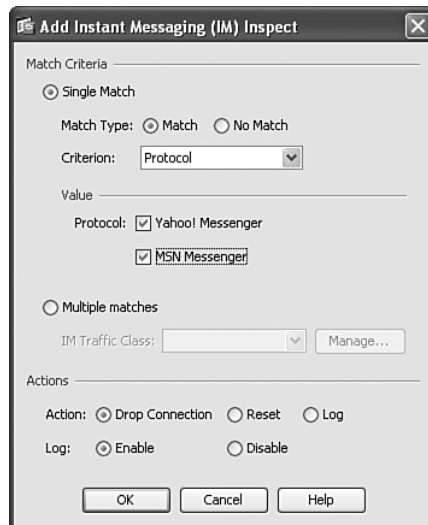 Add Instant Messaging (IM) Inspect
Match Criteria
Single Match
Match Type: Match No Match
Criterion: Protocol
Value
Protocol: Yahoo! Messenger
MSN Messenger
Multiple matches
IM Traffic Class: Manage...
Actions
Action: Drop Connection Reset Log
Log: Enable Disable
OK Cancel Help